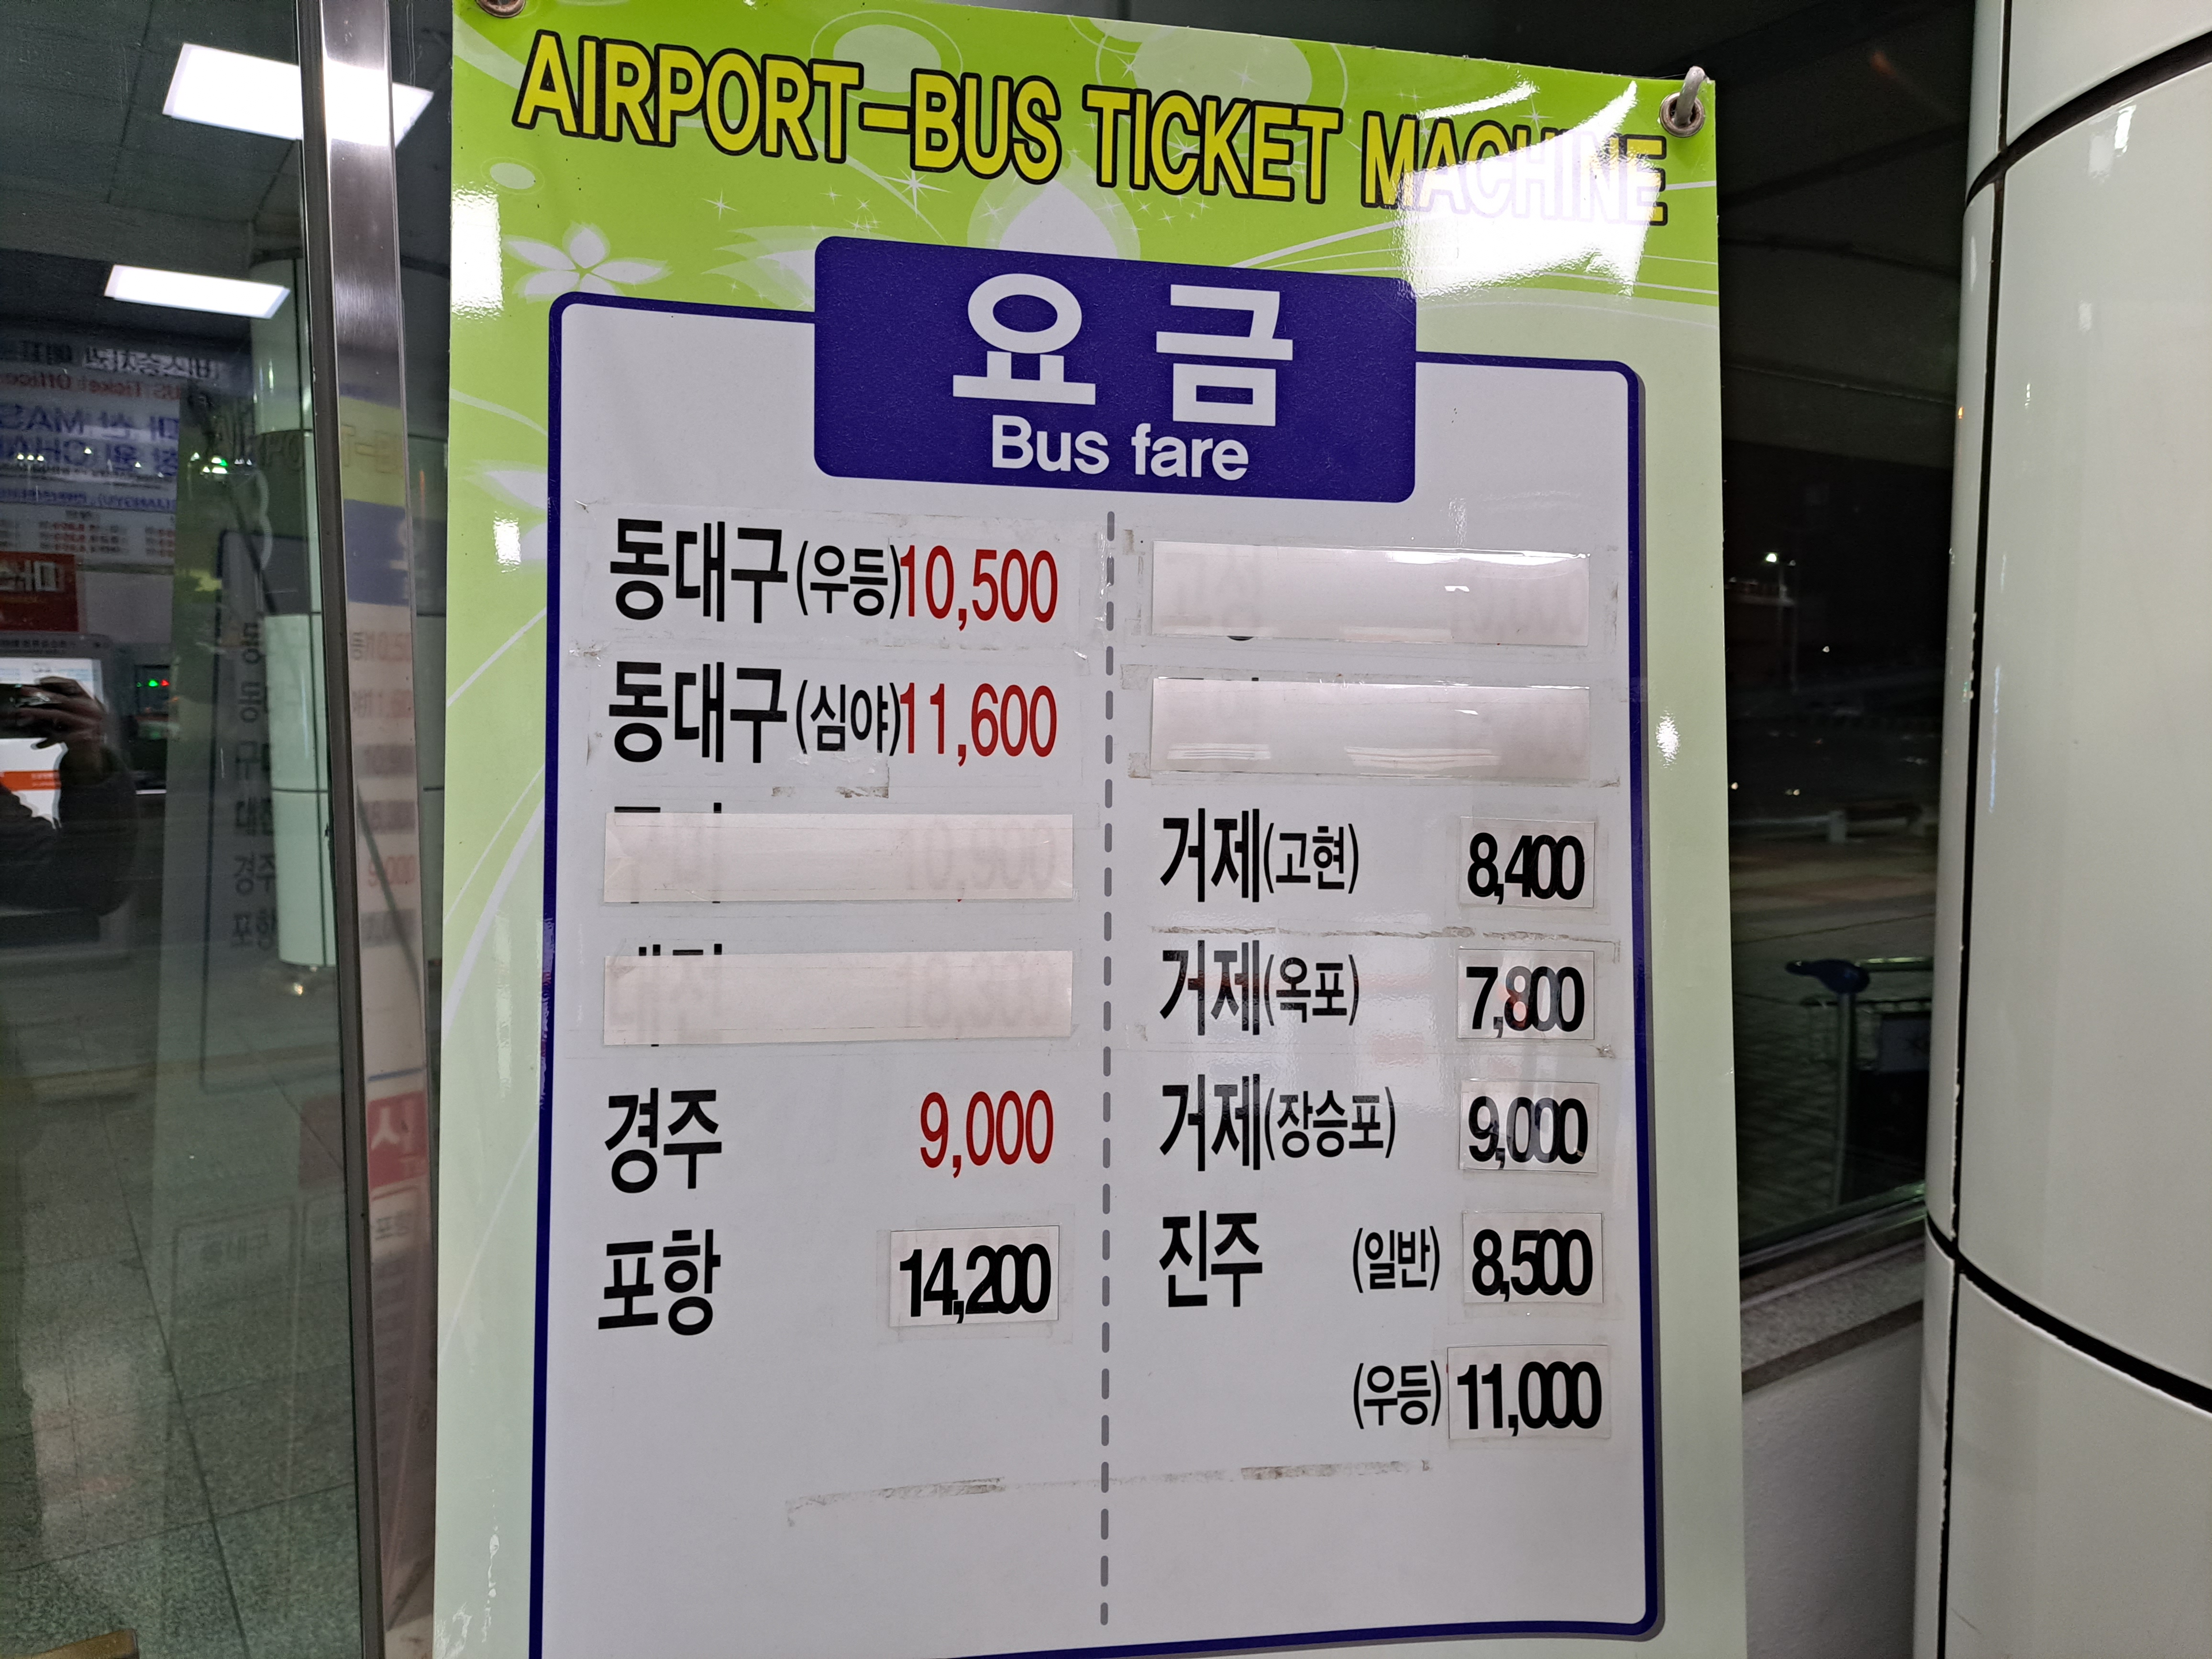 AIRPORT-BUS TICKET MACHINE
요금
Bus fare
동대구(우등)10,500
동대구(심야)11,600
경주 9,000
포항 14,200
거제(고현) 8,400
거제(옥포) 7,800
거제(장승포) 9,000
진주 (일반) 8,500
(우등) 11,000